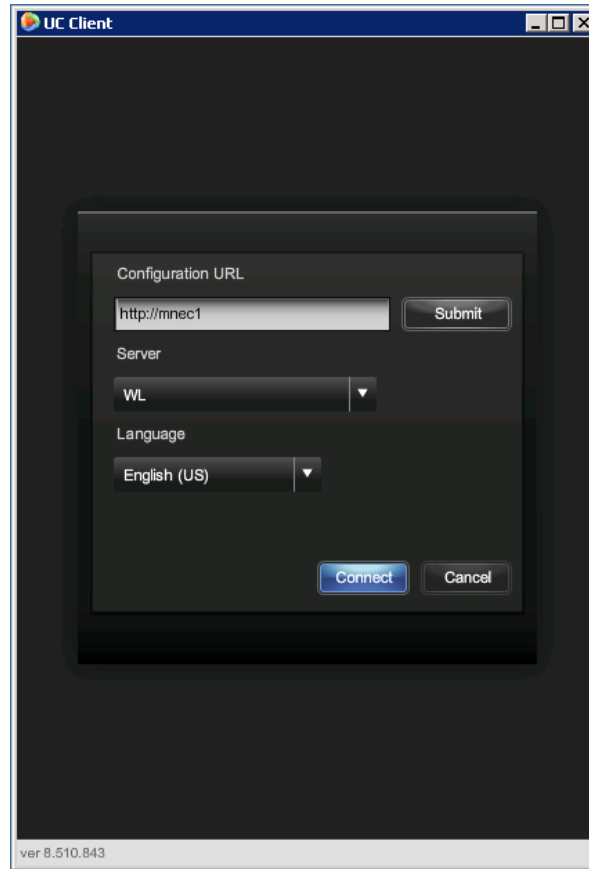 UC Client
Configuration URL
http://mnec1
Submit
Server
WL
Language
English (US)
Connect
Cancel
ver 8.510.843